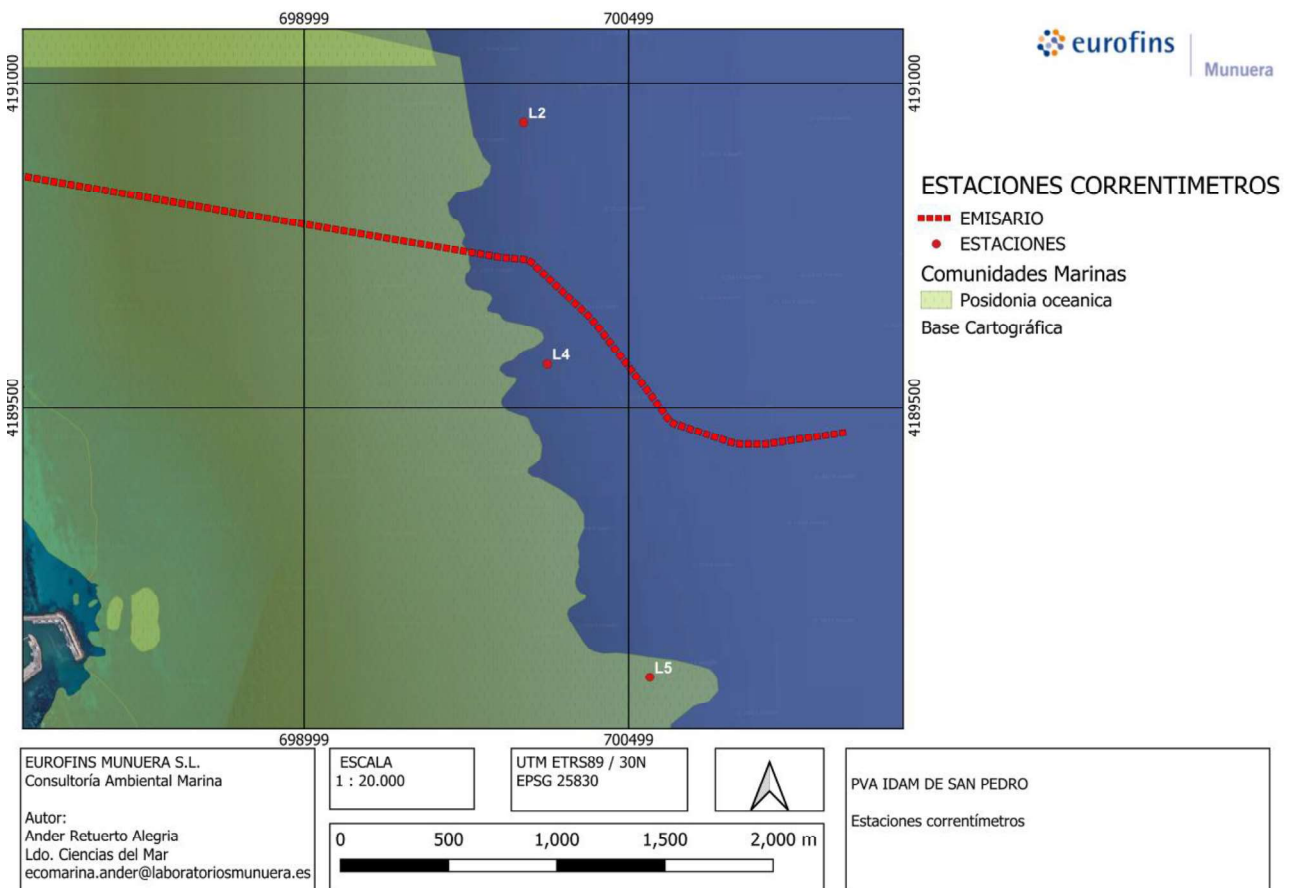 698999
700499
eurofins
Munuera
4191000
4191000
L2
ESTACIONES CORRENTIMETROS
EMISARIO
ESTACIONES
Comunidades Marinas
Posidonia oceanica
Base Cartográfica
L4
4189500
4189500
L5
698999
700499
EUROFINS MUNUERA S.L.
Consultoría Ambiental Marina
Autor:
Ander Retuerto Alegria
Ldo. Ciencias del Mar
ecomarina.ander@laboratoriosmunuera.es
ESCALA
1 : 20.000
UTM ETRS89 / 30N
EPSG 25830
0 500 1,000 1,500 2,000 m
PVA IDAM DE SAN PEDRO
Estaciones correntímetros